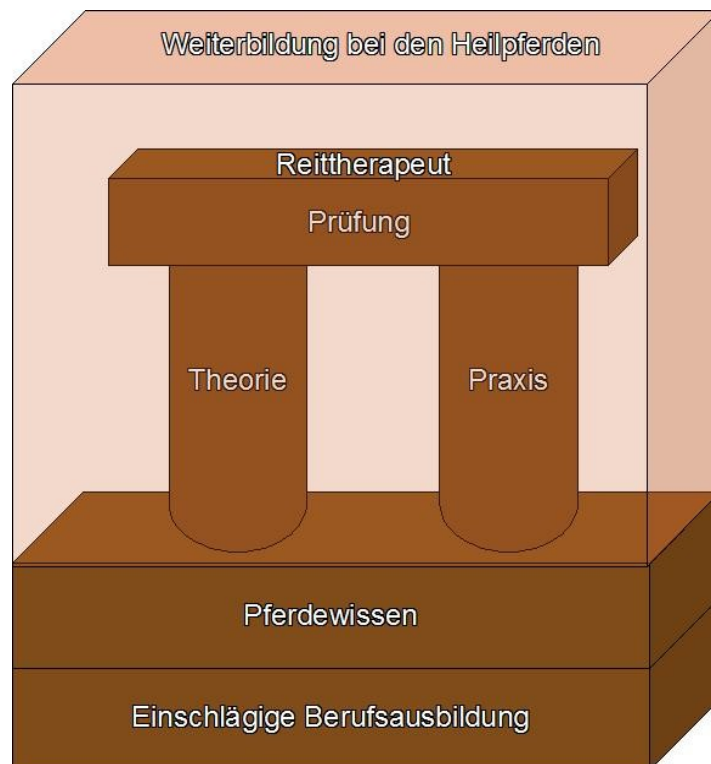 Weiterbildung bei den Heilpferden
Reittherapeut
Prüfung
Theorie
Praxis
Pferdewissen
Einschlägige Berufsausbildung